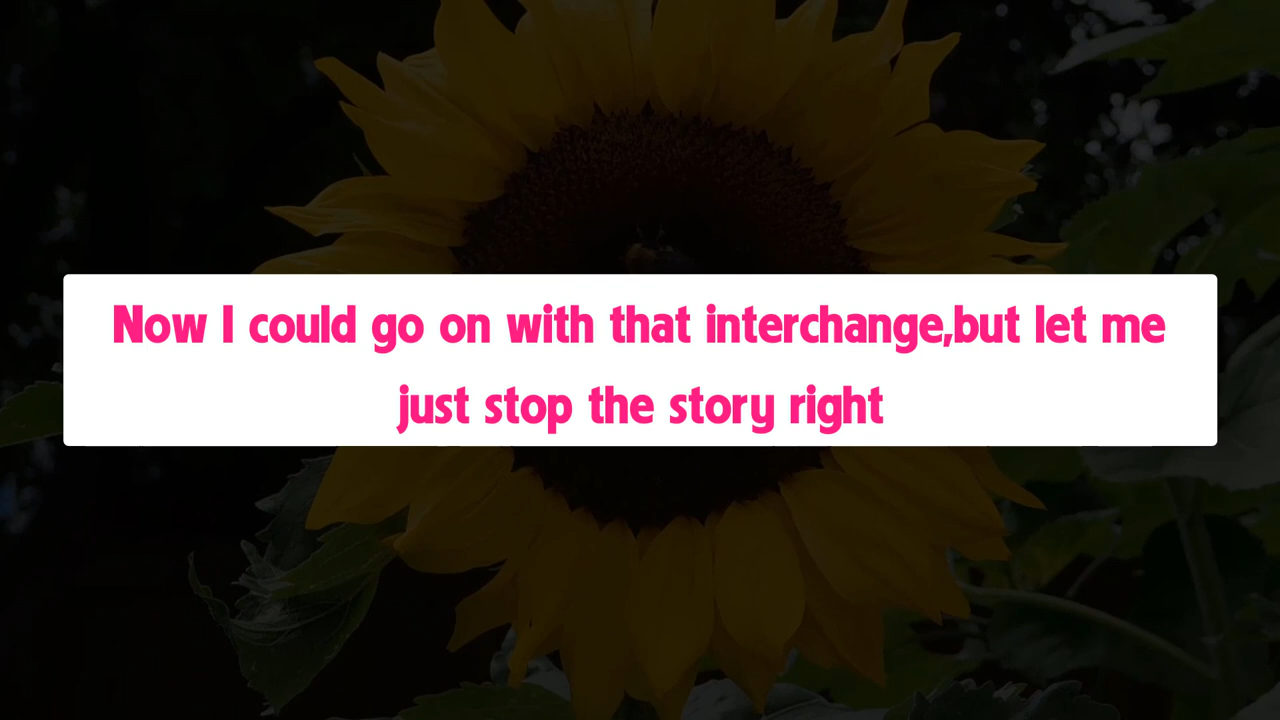 Now I could go on with that interchange,but let me
just stop the story right